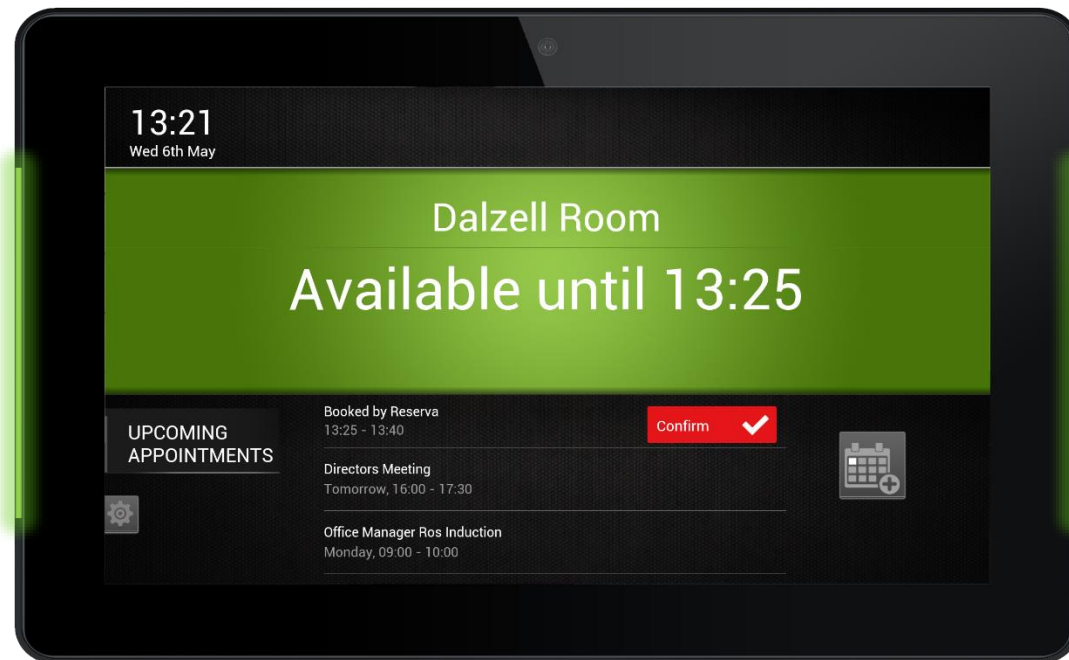 13:21
Wed 6th May
Dalzell Room
Available until 13:25
UPCOMING
APPOINTMENTS
Booked by Reserva
13:25 - 13:40
Confirm
Directors Meeting
Tomorrow, 16:00 - 17:30
Office Manager Ros Induction
Monday, 09:00 - 10:00